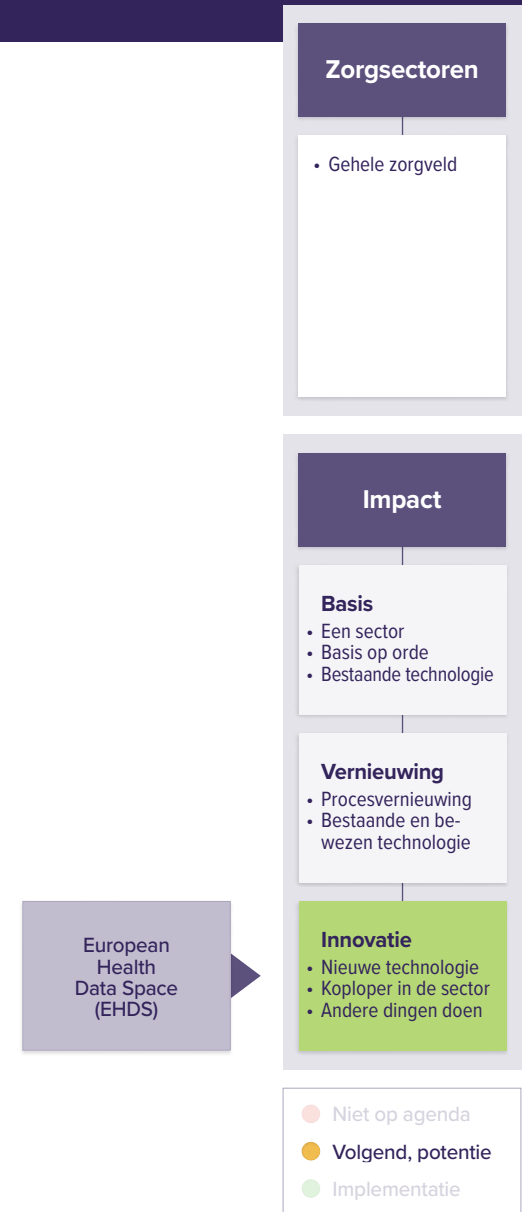 Zorgsectoren
• Gehele zorgveld
Impact
Basis
• Een sector
• Basis op orde
• Bestaande technologie
Vernieuwing
• Procesvernieuwing
• Bestaande en be-
wezen technologie
European
Health
Data Space
(EHDS)
Innovatie
• Nieuwe technologie
• Koploper in de sector
• Andere dingen doen
Niet op agenda
Volgend, potentie
Implementatie